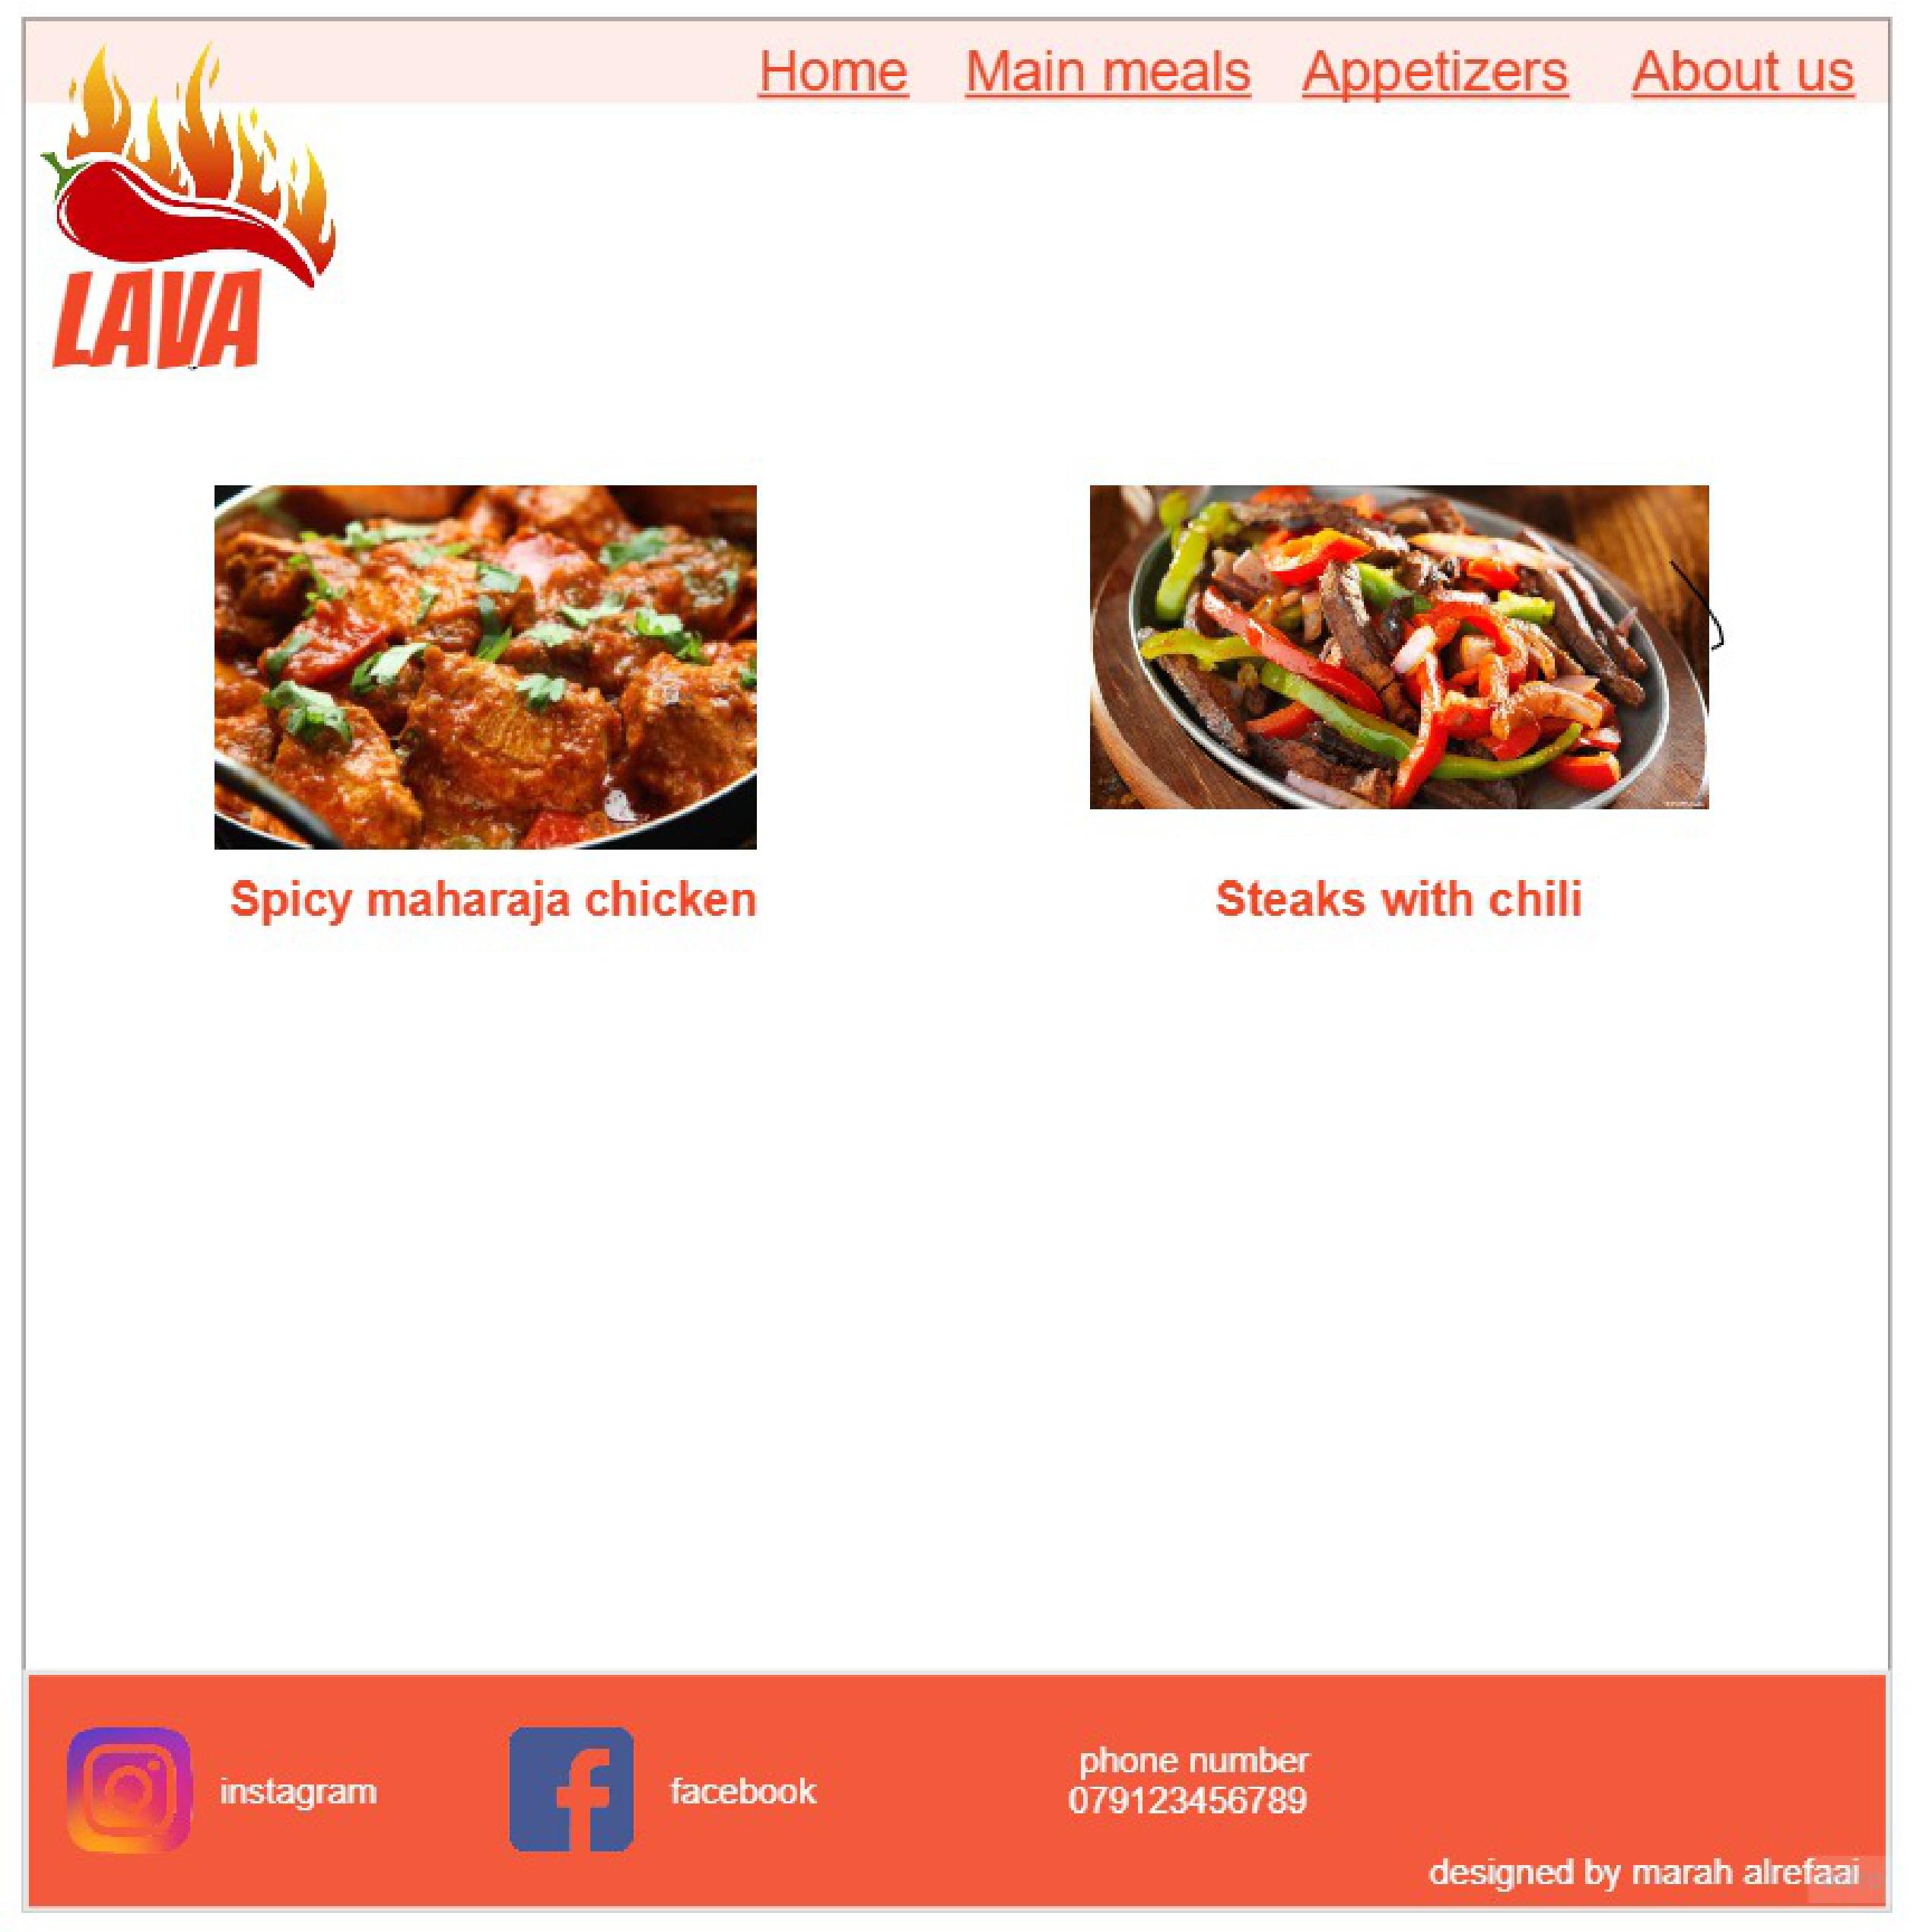 Home Main meals Appetizers About us
LAVA
Spicy maharaja chicken
Steaks with chili
instagram
facebook
phone number
079123456789
designed by marah alrefaai